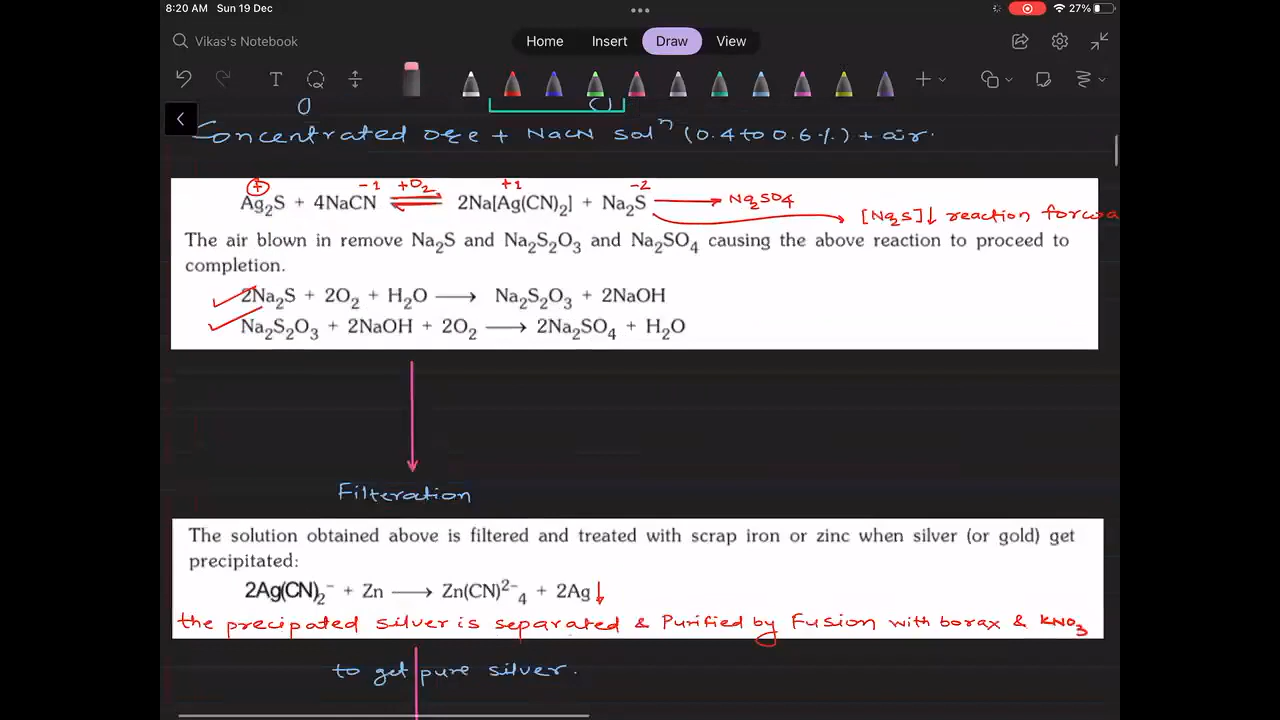 8:20 AM Sun 19 Dec
27%
Vikas's Notebook
Home Insert Draw View
Concentrated Ore + NaCN solⁿ (0.4 to 0.6%) + air.
+ -1 +O₂ +1 -2
Ag₂S + 4NaCN ⇌ 2Na[Ag(CN)₂] + Na₂S → Na₂SO₄
[Na₂S]↓ reaction forwa
The air blown in remove Na₂S and Na₂S₂O₃ and Na₂SO₄ causing the above reaction to proceed to
completion.
2Na₂S + 2O₂ + H₂O ⟶ Na₂S₂O₃ + 2NaOH
Na₂S₂O₃ + 2NaOH + 2O₂ ⟶ 2Na₂SO₄ + H₂O
Filteration
The solution obtained above is filtered and treated with scrap iron or zinc when silver (or gold) get
precipitated:
2Ag(CN)₂⁻ + Zn ⟶ Zn(CN)²⁻₄ + 2Ag↓
the precipated silver is separated & Purified by Fusion with borax & KNO₃
to get pure silver.